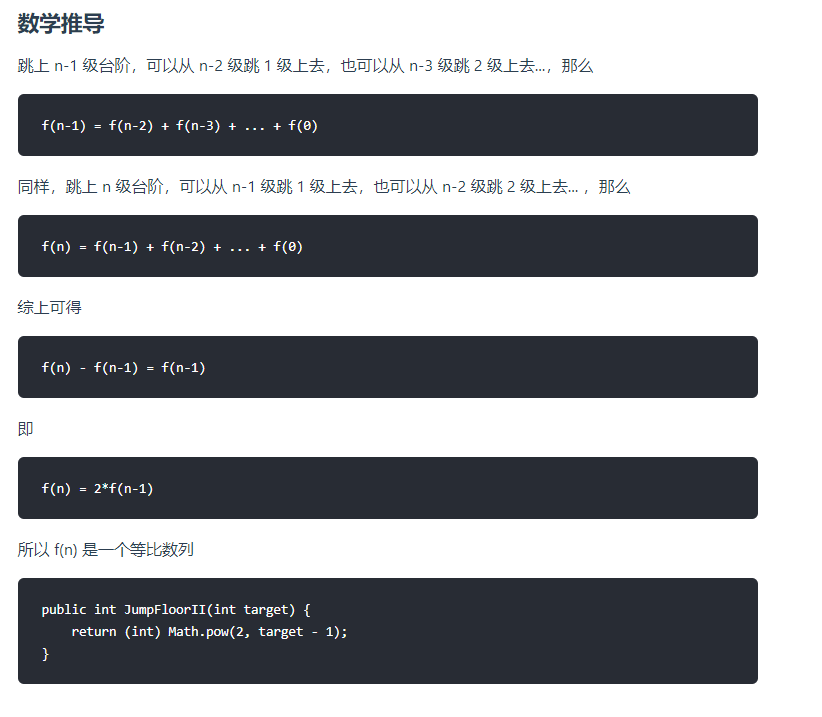 数学推导
跳上 n-1 级台阶，可以从 n-2 级跳 1 级上去，也可以从 n-3 级跳 2 级上去...，那么
f(n-1) = f(n-2) + f(n-3) + ... + f(0)
同样，跳上 n 级台阶，可以从 n-1 级跳 1 级上去，也可以从 n-2 级跳 2 级上去... ，那么
f(n) = f(n-1) + f(n-2) + ... + f(0)
综上可得
f(n) - f(n-1) = f(n-1)
即
f(n) = 2*f(n-1)
所以 f(n) 是一个等比数列
public int JumpFloorII(int target) {
    return (int) Math.pow(2, target - 1);
}